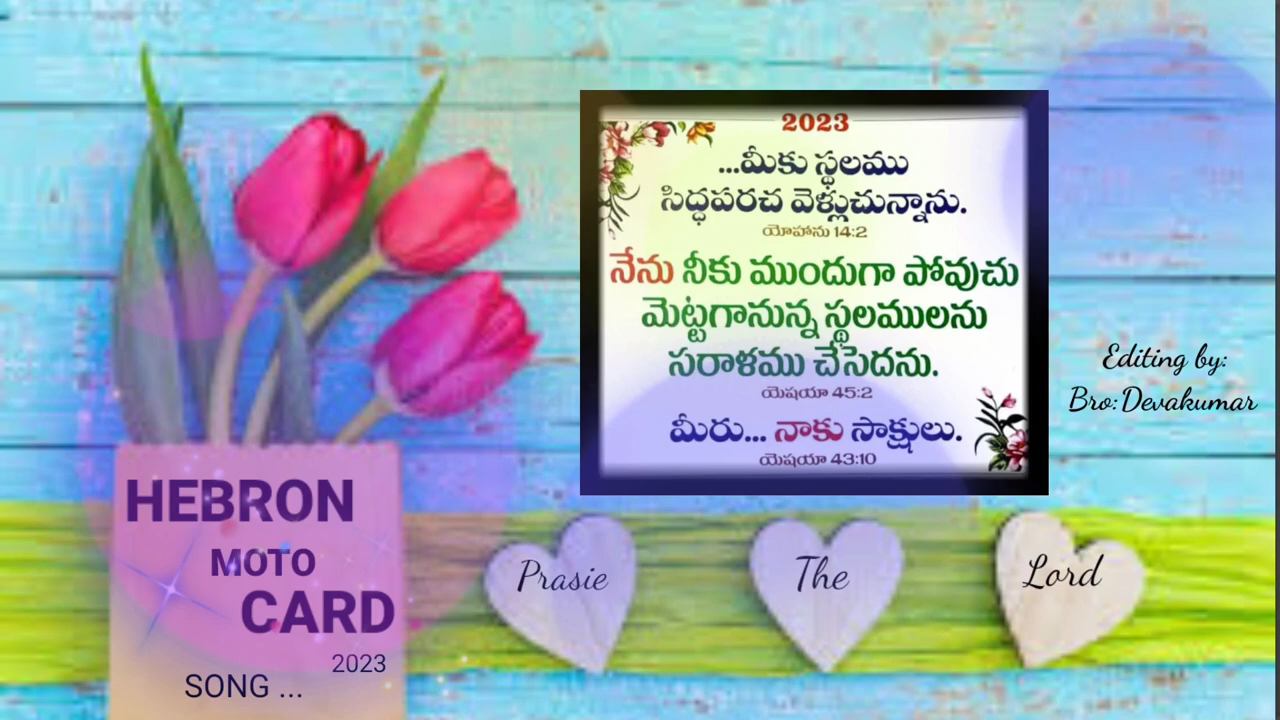 2023
...మీకు స్థలము
సిద్ధపరచ వెళ్లుచున్నాను.
యోహాను 14:2
నేను నీకు ముందుగా పోవుచు
మెట్టగానున్న స్థలములను
సరాళము చేసెదను.
యెషయా 45:2
మీరు... నాకు సాక్షులు.
యెషయా 43:10
Editing by:
Bro:Devakumar
HEBRON
MOTO
CARD
2023
SONG ...
Prasie The Lord